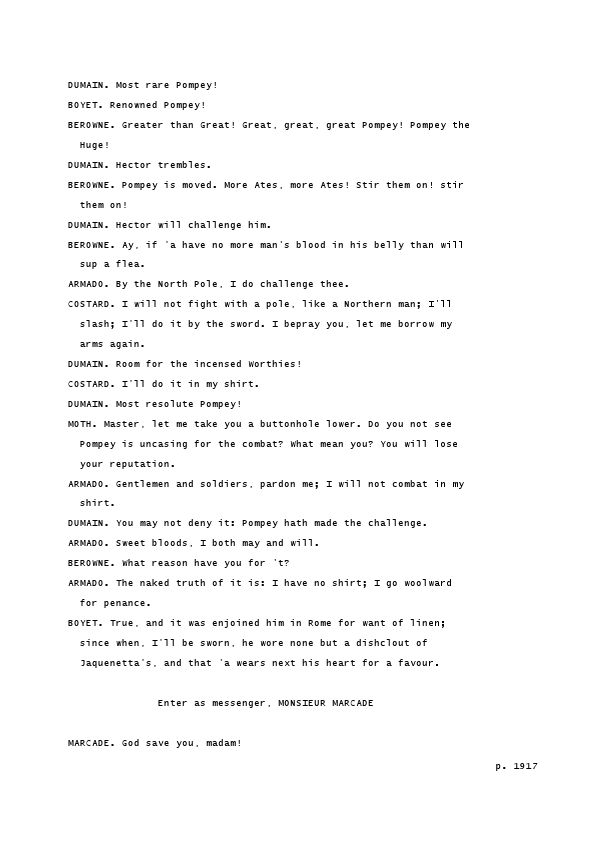 DUMAIN. Most rare Pompey!
BOYET. Renowned Pompey!
BEROWNE. Greater than Great! Great, great, great Pompey! Pompey the
Huge!
DUMAIN. Hector trembles.
BEROWNE. Pompey is moved. More Ates, more Ates! Stir them on! stir
them on!
DUMAIN. Hector will challenge him.
BEROWNE. Ay, if 'a have no more man's blood in his belly than will
sup a flea.
ARMADO. By the North Pole, I do challenge thee.
COSTARD. I will not fight with a pole, like a Northern man; I'll
slash; I'll do it by the sword. I bepray you, let me borrow my
arms again.
DUMAIN. Room for the incensed Worthies!
COSTARD. I'll do it in my shirt.
DUMAIN. Most resolute Pompey!
MOTH. Master, let me take you a buttonhole lower. Do you not see
Pompey is uncasing for the combat? What mean you? You will lose
your reputation.
ARMADO. Gentlemen and soldiers, pardon me; I will not combat in my
shirt.
DUMAIN. You may not deny it: Pompey hath made the challenge.
ARMADO. Sweet bloods, I both may and will.
BEROWNE. What reason have you for 't?
ARMADO. The naked truth of it is: I have no shirt; I go woolward
for penance.
BOYET. True, and it was enjoined him in Rome for want of linen;
since when, I'll be sworn, he wore none but a dishclout of
Jaquenetta's, and that 'a wears next his heart for a favour.
Enter as messenger, MONSIEUR MARCADE
MARCADE. God save you, madam!
p. 1917